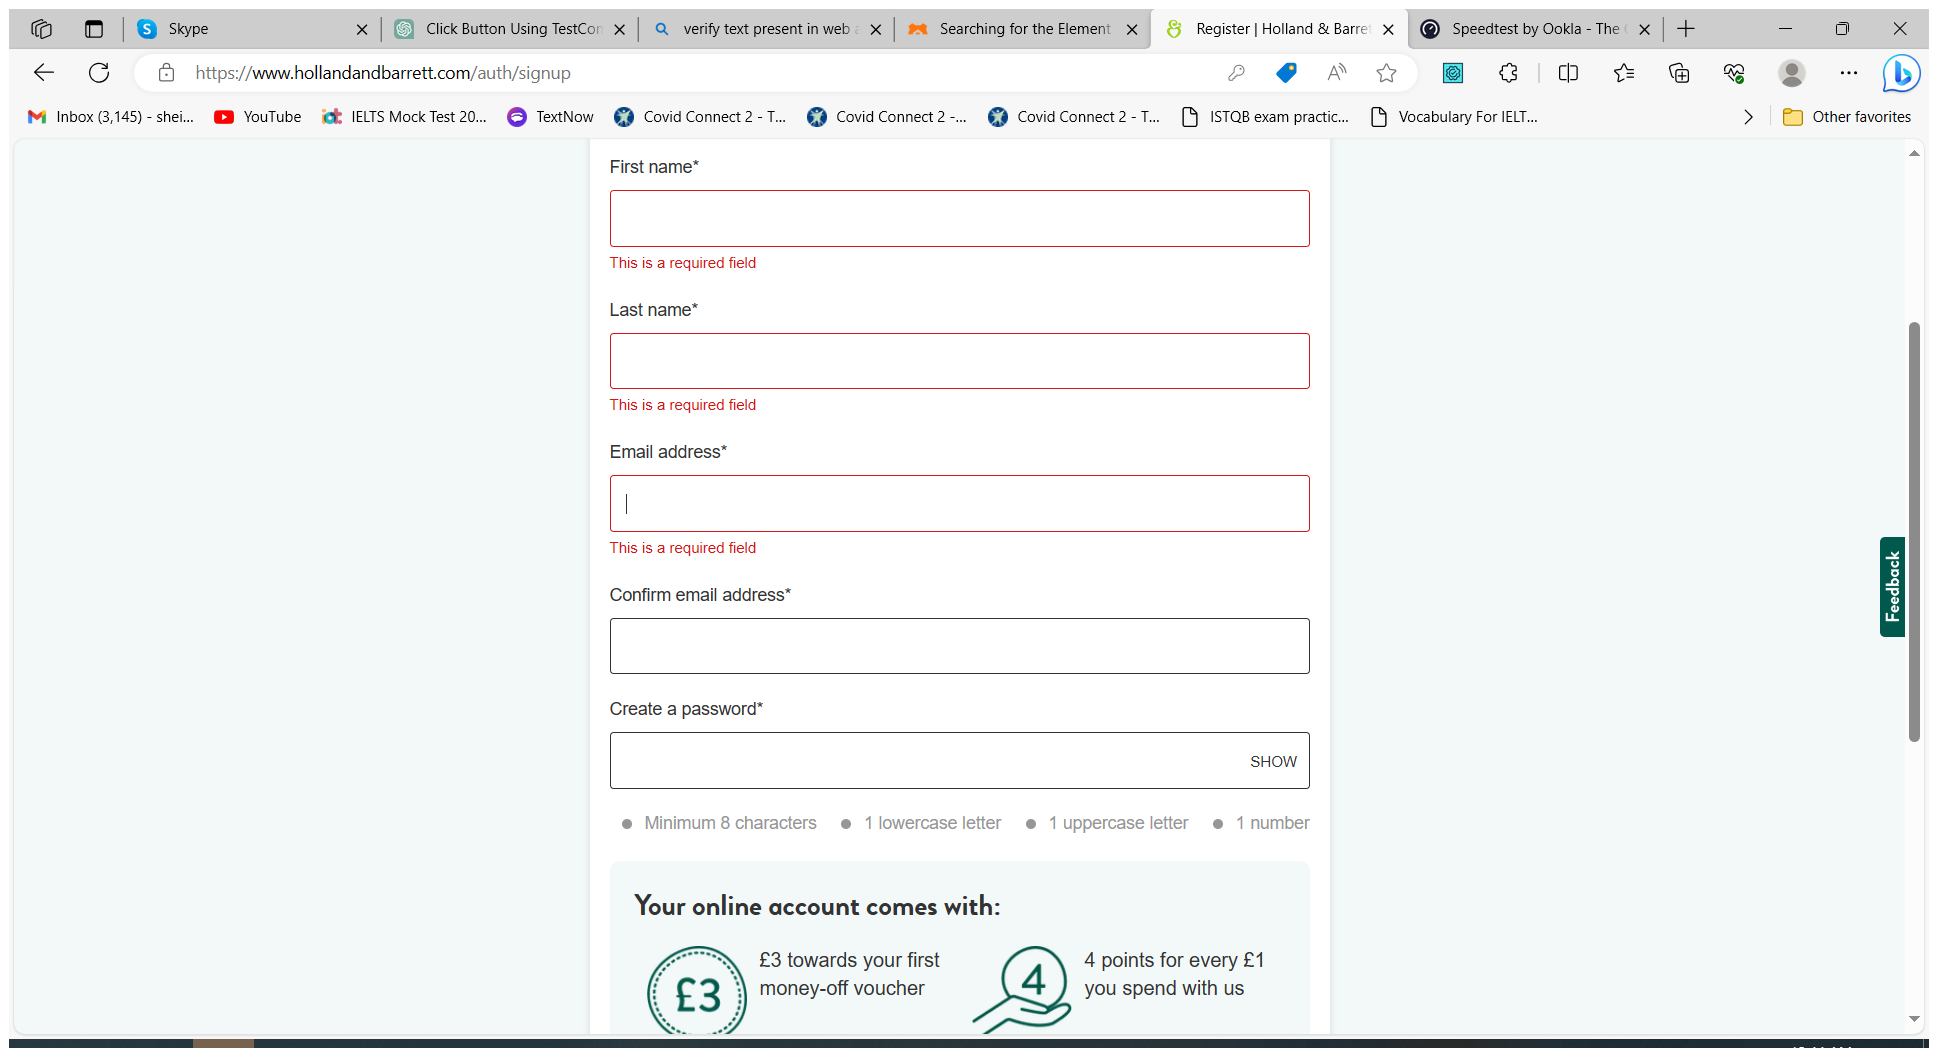 Skype
Click Button Using TestCon
verify text present in web a
Searching for the Element
Register | Holland & Barret
Speedtest by Ookla - The G
https://www.hollandandbarrett.com/auth/signup
Inbox (3,145) - shei...
YouTube
IELTS Mock Test 20...
TextNow
Covid Connect 2 - T...
Covid Connect 2 -...
Covid Connect 2 - T...
ISTQB exam practic...
Vocabulary For IELT...
Other favorites
First name*
This is a required field
Last name*
This is a required field
Email address*
This is a required field
Confirm email address*
Create a password*
SHOW
Minimum 8 characters
1 lowercase letter
1 uppercase letter
1 number
Feedback
Your online account comes with:
£3
£3 towards your first
money-off voucher
4
4 points for every £1
you spend with us